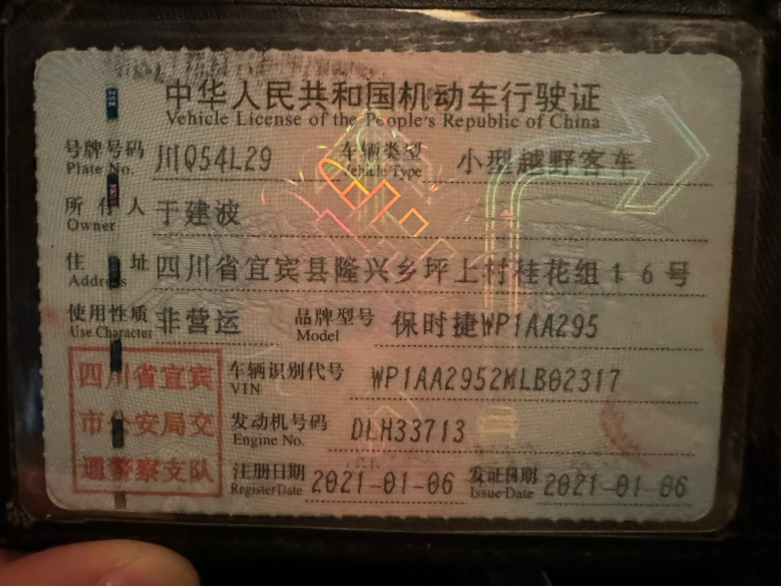 中华人民共和国机动车行驶证
Vehicle License of the People's Republic of China
号牌号码 川Q54L29 车辆类型 小型越野客车
Plate No. Vehicle Type
所有人 于建波
Owner
住址 四川省宜宾县隆兴乡坪上村桂花组16号
Address
使用性质 非营运 品牌型号 保时捷WP1AA295
Use Character Model
四川省宜宾 车辆识别代号 WP1AA2952MLB02317
VIN
市公安局交 发动机号码 DLH33713
Engine No.
通警察支队 注册日期 2021-01-06 发证日期 2021-01-06
Register Date Issue Date